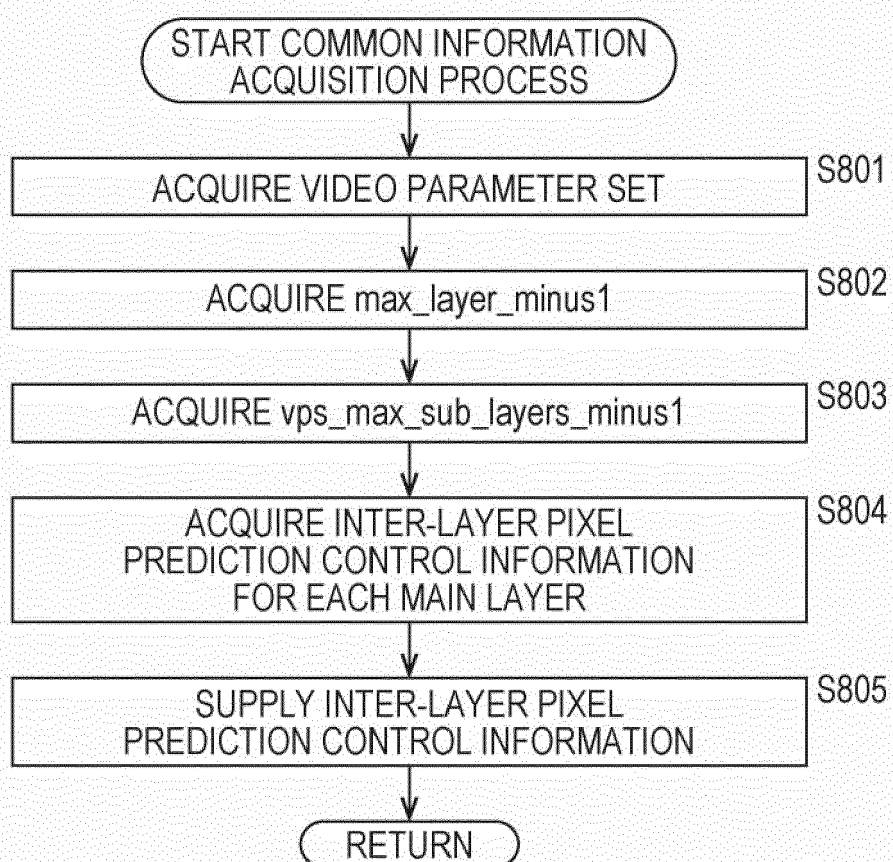 START COMMON INFORMATION
ACQUISITION PROCESS
ACQUIRE VIDEO PARAMETER SET
S801
ACQUIRE max_layer_minus1
S802
ACQUIRE vps_max_sub_layers_minus1
S803
ACQUIRE INTER-LAYER PIXEL
PREDICTION CONTROL INFORMATION
FOR EACH MAIN LAYER
S804
SUPPLY INTER-LAYER PIXEL
PREDICTION CONTROL INFORMATION
S805
RETURN